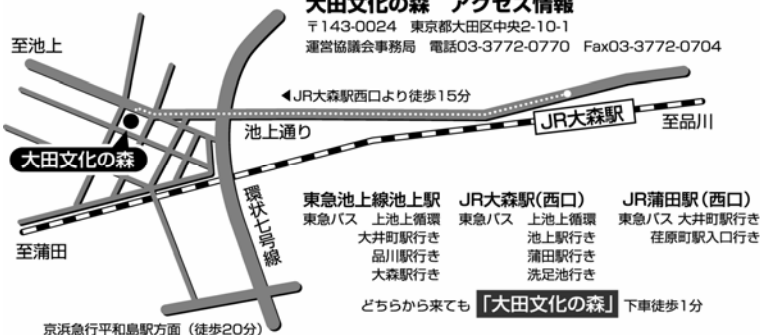 大田文化の森 アクセス情報
〒143-0024 東京都大田区中央2-10-1
運営協議会事務局 電話03-3772-0770 Fax03-3772-0704
至池上
◀JR大森駅西口より徒歩15分
池上通り
JR大森駅
至品川
大田文化の森
環状七号線
至蒲田
東急池上線池上駅
東急バス 上池上循環
大井町駅行き
品川駅行き
大森駅行き
JR大森駅(西口)
東急バス 上池上循環
池上駅行き
蒲田駅行き
洗足池行き
JR蒲田駅(西口)
東急バス 大井町駅行き
荏原町駅入口行き
どちらから来ても 「大田文化の森」 下車徒歩1分
京浜急行平和島駅方面(徒歩20分)